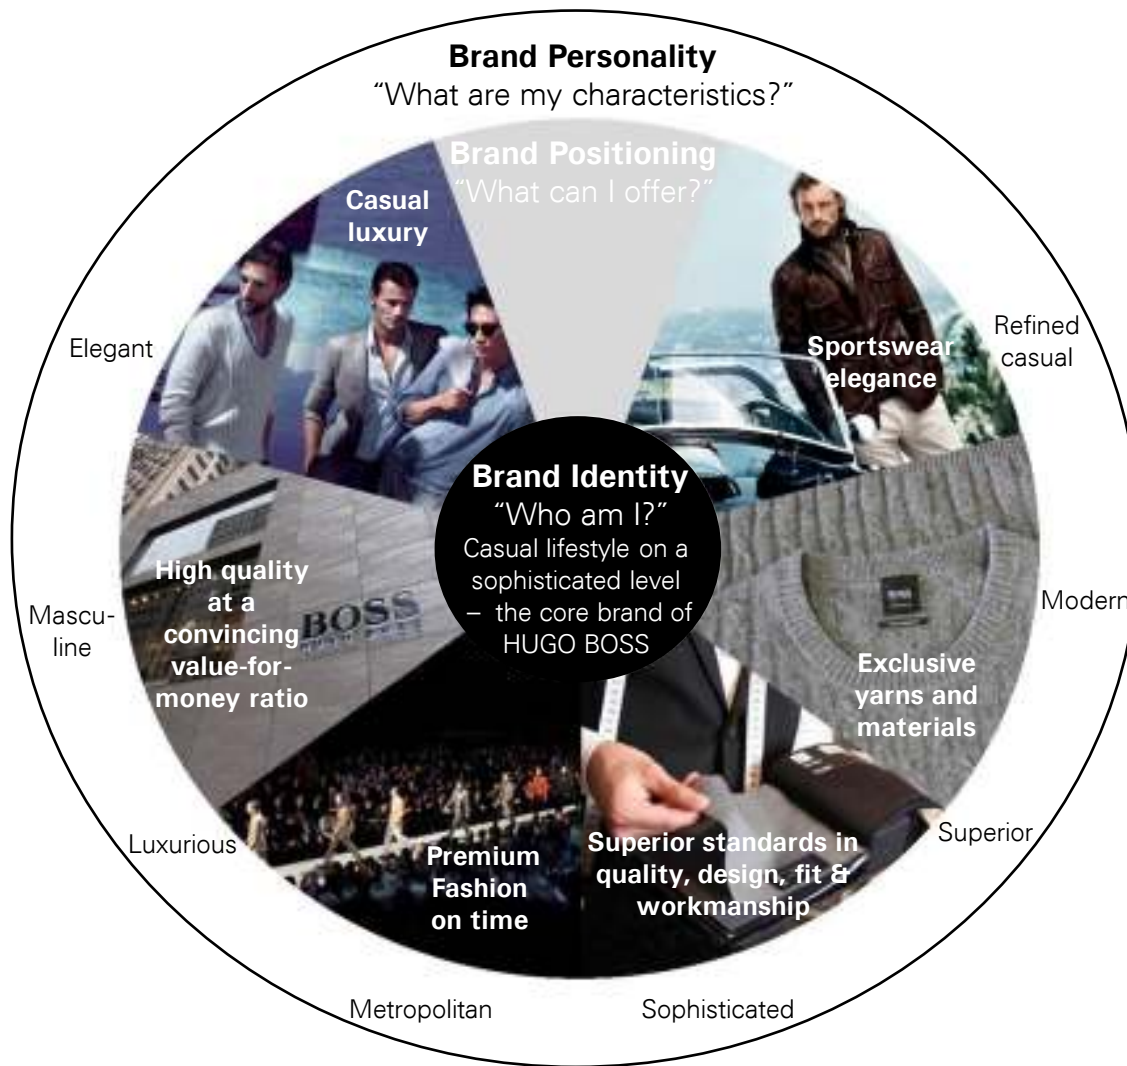 Brand Personality
“What are my characteristics?”
Brand Positioning
“What can I offer?”
Casual
luxury
Sportswear
elegance
Refined
casual
Elegant
Brand Identity
“Who am I?”
Casual lifestyle on a
sophisticated level
– the core brand of
HUGO BOSS
High quality
at a
convincing
value-for-
money ratio
BOSS
Mascu-
line
Modern
Exclusive
yarns and
materials
Luxurious
Superior
Premium
Fashion
on time
Superior standards in
quality, design, fit &
workmanship
Metropolitan
Sophisticated